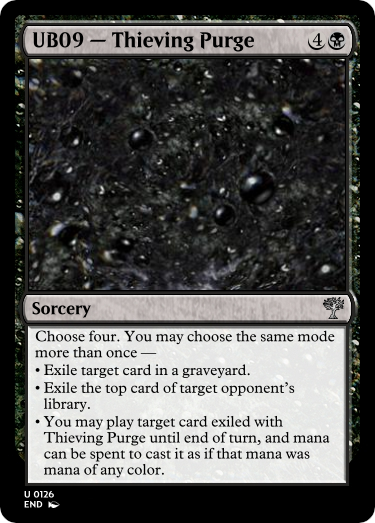 UB09 — Thieving Purge 4
Sorcery
Choose four. You may choose the same mode
more than once —
• Exile target card in a graveyard.
• Exile the top card of target opponent's
library.
• You may play target card exiled with
Thieving Purge until end of turn, and mana
can be spent to cast it as if that mana was
mana of any color.
U 0126
END